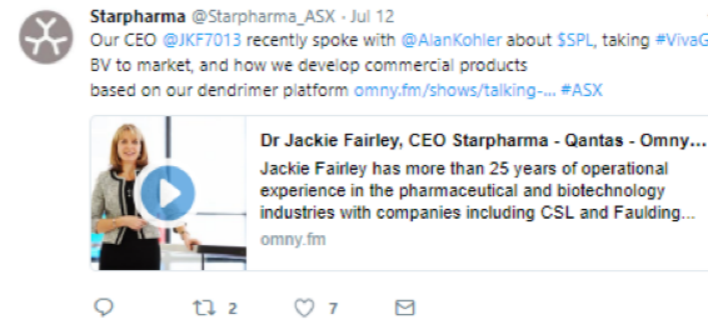 Starpharma @Starpharma_ASX · Jul 12
Our CEO @JKF7013 recently spoke with @AlanKohler about $SPL, taking #VivaG
BV to market, and how we develop commercial products
based on our dendrimer platform omny.fm/shows/talking-... #ASX
Dr Jackie Fairley, CEO Starpharma - Qantas - Omny...
Jackie Fairley has more than 25 years of operational
experience in the pharmaceutical and biotechnology
industries with companies including CSL and Faulding...
omny.fm
2 7